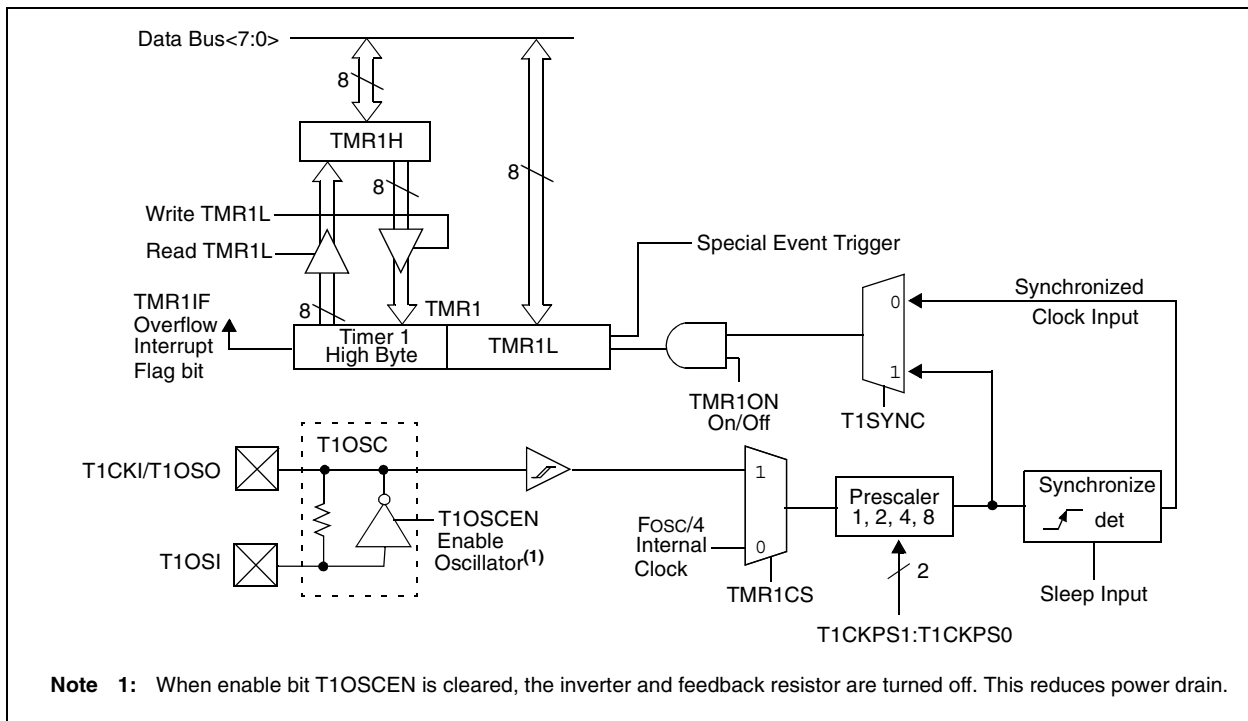 Data Bus<7:0>
8
TMR1H
8
8
Write TMR1L
Read TMR1L
Special Event Trigger
TMR1IF
Overflow
Interrupt
Flag bit
8
TMR1
Timer 1
High Byte
TMR1L
0
Synchronized
Clock Input
1
TMR1ON
On/Off
T1SYNC
T1OSC
T1CKI/T1OSO
1
Prescaler
1, 2, 4, 8
Synchronize
det
T1OSCEN
Enable
Oscillator(1)
FOSC/4
Internal
Clock
0
T1OSI
2
TMR1CS
Sleep Input
T1CKPS1:T1CKPS0
Note 1: When enable bit T1OSCEN is cleared, the inverter and feedback resistor are turned off. This reduces power drain.